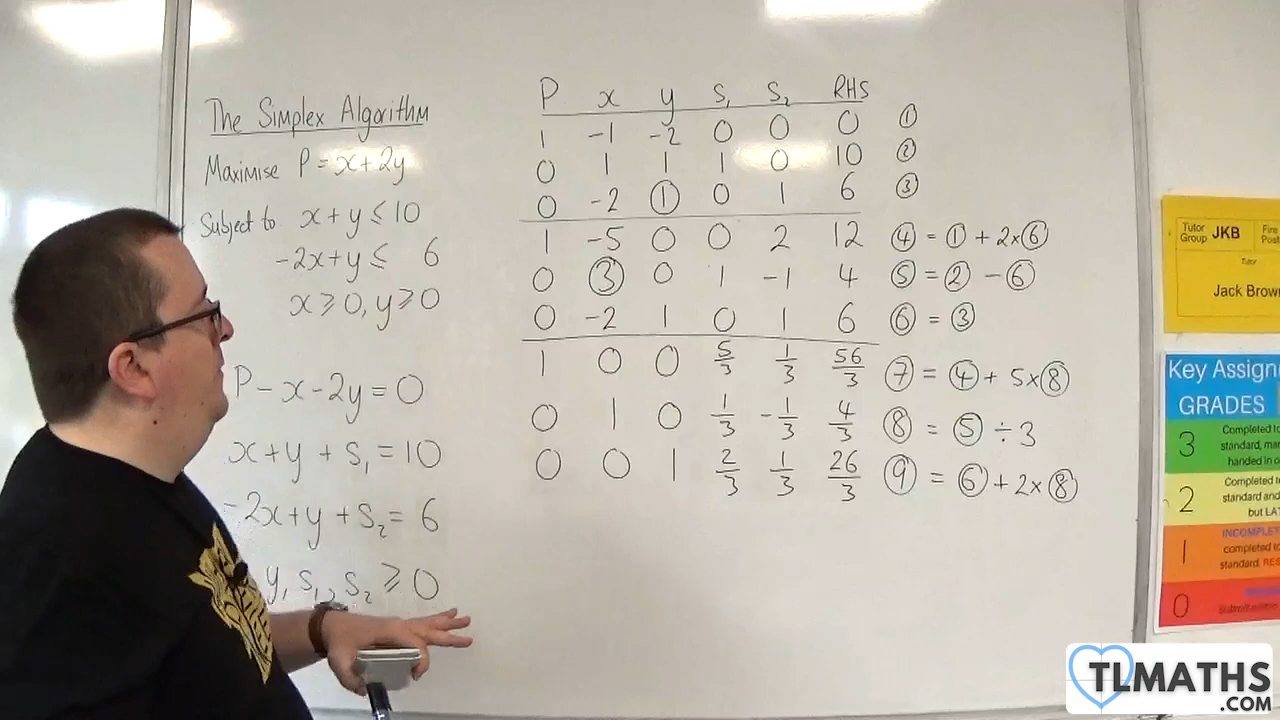 The Simplex Algorithm
Maximise P = x + 2y
Subject to x + y ≤ 10
-2x + y ≤ 6
x ≥ 0, y ≥ 0
P - x - 2y = 0
x + y + s₁ = 10
-2x + y + s₂ = 6
y, s₁, s₂ ≥ 0
P x y s₁ s₂ RHS
1 -1 -2 0 0 0 ①
0 1 1 1 0 10 ②
0 -2 ① 0 1 6 ③
1 -5 0 0 2 12 ④ = ① + 2×⑥
0 ③ 0 1 -1 4 ⑤ = ② - ⑥
0 -2 1 0 1 6 ⑥ = ③
1 0 0 5/3 1/3 56/3 ⑦ = ④ + 5×⑧
0 1 0 1/3 -1/3 4/3 ⑧ = ⑤ ÷ 3
0 0 1 2/3 1/3 26/3 ⑨ = ⑥ + 2×⑧
Tutor Group JKB Fire
Tutor
Jack Brow
Key Assign
GRADES
3 Completed
standard,
handed in
2 Completed
standard and
but LAT
1 INCOMPLET
completed to
standard. RES
0
TLMATHS
.COM